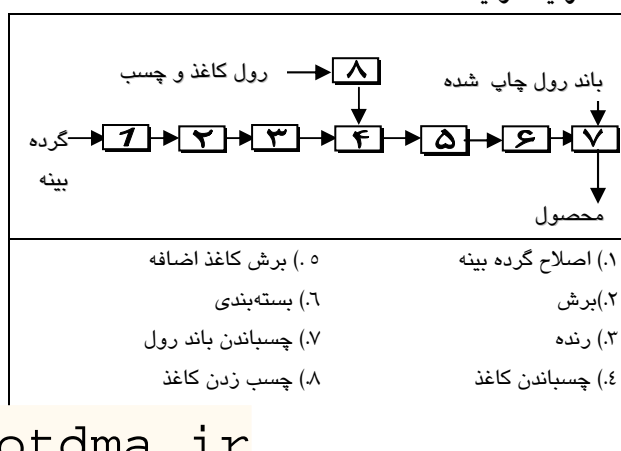 رول کاغذ و چسب
۸
باند رول چاپ شده
گرده
بینه
۱
۲
۳
۴
۵
۶
۷
محصول
۱.) اصلاح گرده بینه
۵.) برش کاغذ اضافه
۲.)برش
۶.) بسته‌بندی
۳.) رنده
۷.) چسباندن باند رول
۴.) چسباندن کاغذ
۸.) چسب زدن کاغذ